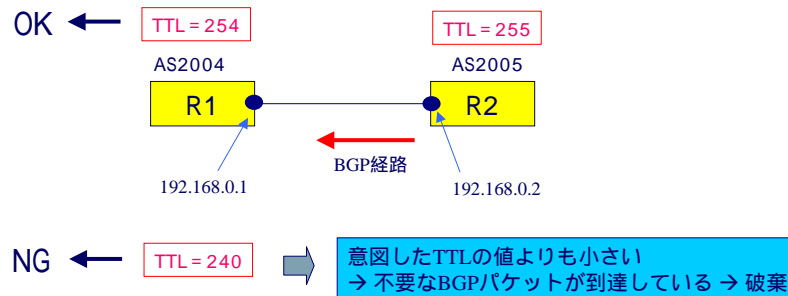 OK
TTL = 254
TTL = 255
AS2004
AS2005
R1
R2
BGP経路
192.168.0.1
192.168.0.2
NG
TTL = 240
意図したTTLの値よりも小さい
→ 不要なBGPパケットが到達している → 破棄